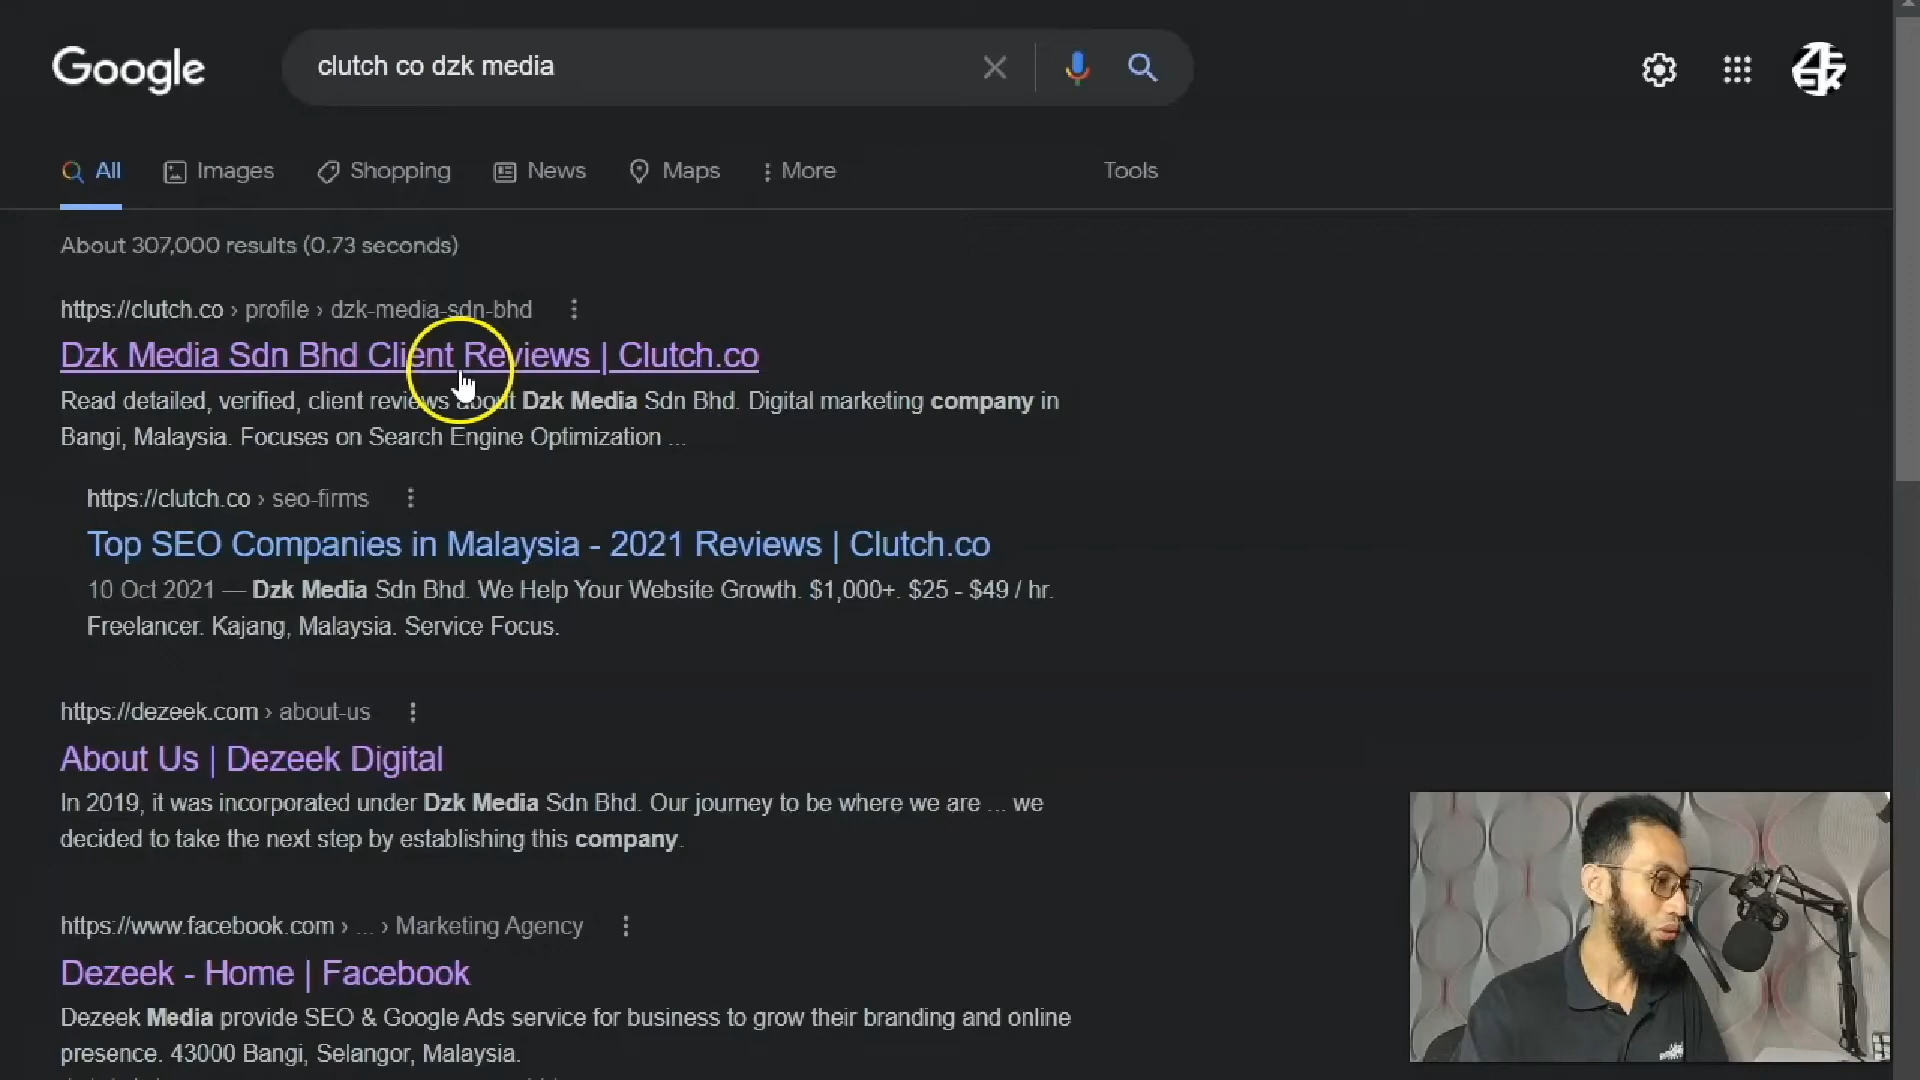 Google
clutch co dzk media
All
Images
Shopping
News
Maps
More
Tools
About 307,000 results (0.73 seconds)
https://clutch.co › profile › dzk-media-sdn-bhd
Dzk Media Sdn Bhd Client Reviews | Clutch.co
Read detailed, verified, client reviews about Dzk Media Sdn Bhd. Digital marketing company in
Bangi, Malaysia. Focuses on Search Engine Optimization ...
https://clutch.co › seo-firms
Top SEO Companies in Malaysia - 2021 Reviews | Clutch.co
10 Oct 2021 — Dzk Media Sdn Bhd. We Help Your Website Growth. $1,000+. $25 - $49 / hr.
Freelancer. Kajang, Malaysia. Service Focus.
https://dezeek.com › about-us
About Us | Dezeek Digital
In 2019, it was incorporated under Dzk Media Sdn Bhd. Our journey to be where we are ... we
decided to take the next step by establishing this company.
https://www.facebook.com › ... › Marketing Agency
Dezeek - Home | Facebook
Dezeek Media provide SEO & Google Ads service for business to grow their branding and online
presence. 43000 Bangi, Selangor, Malaysia.